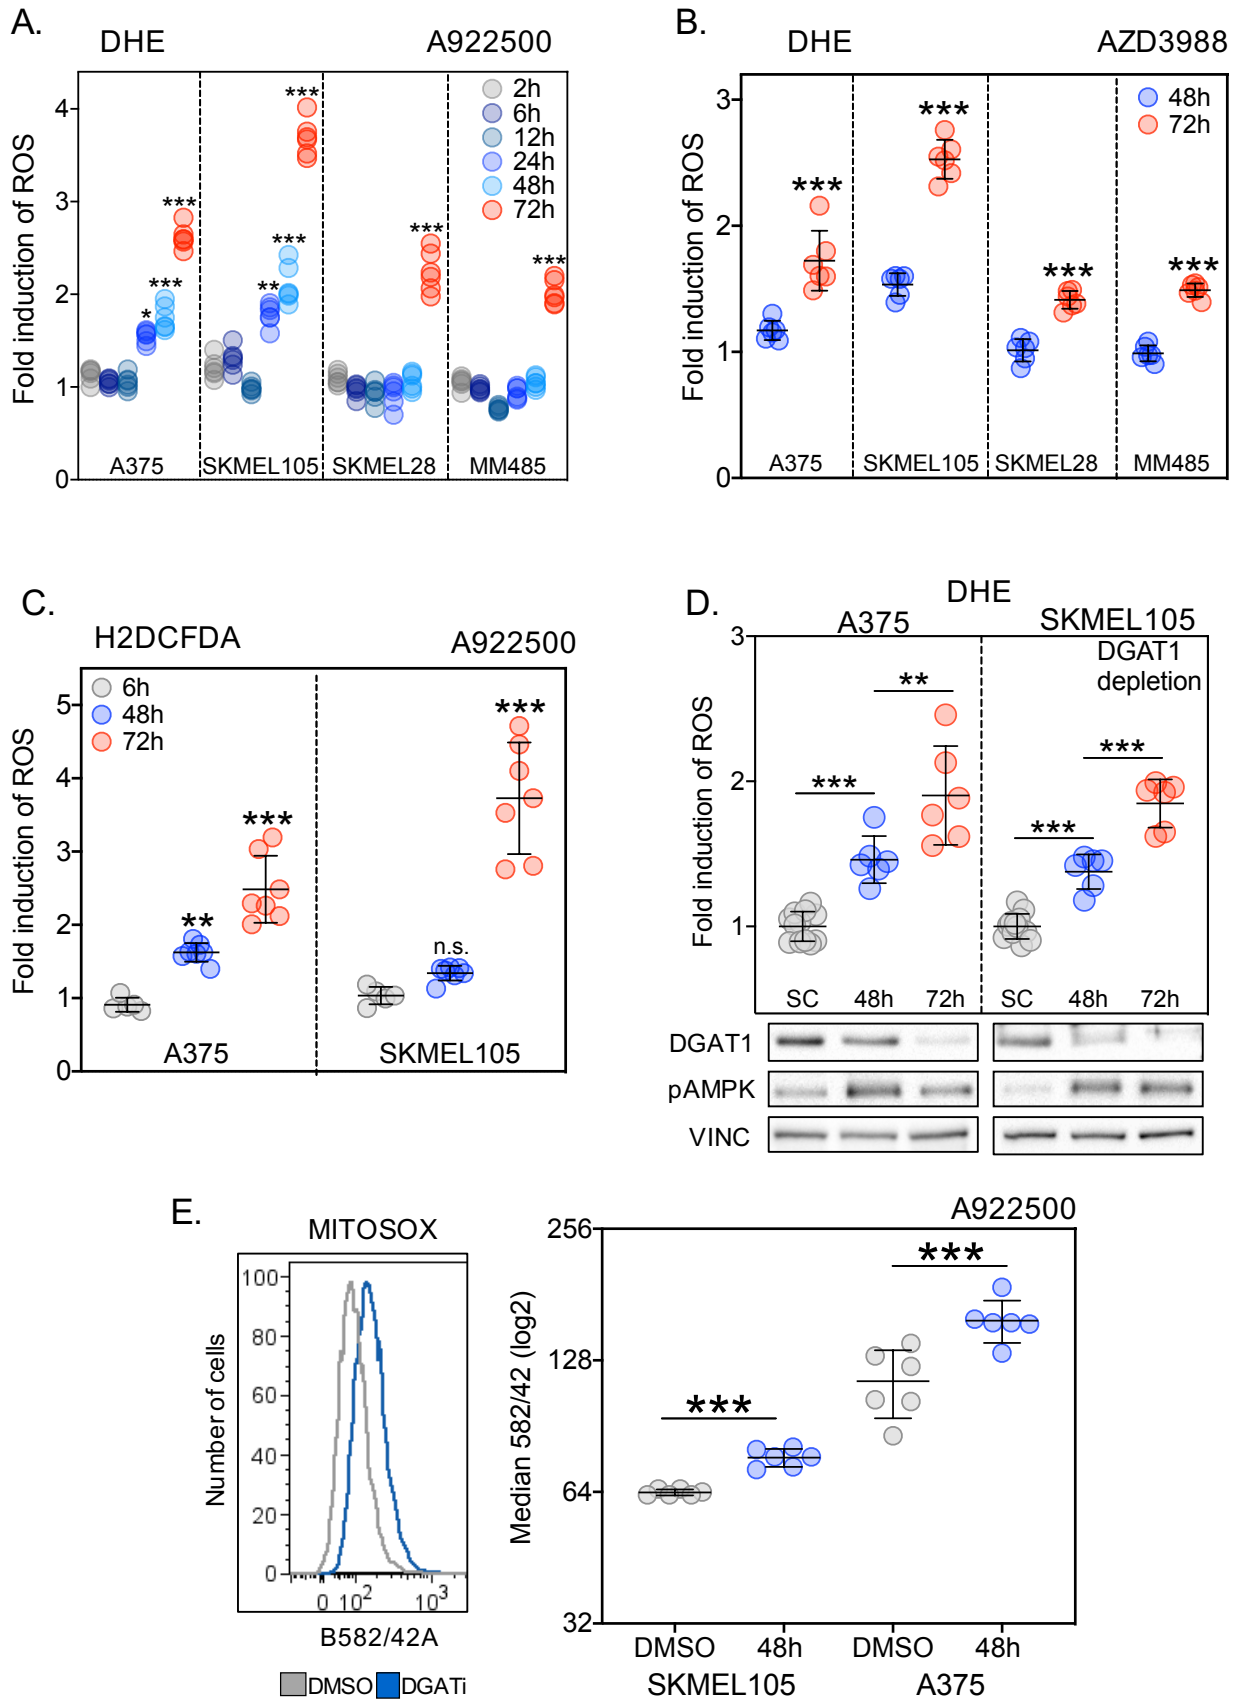 A.
DHE
A922500
Fold induction of ROS
4
3
2
1
0
2h
6h
12h
24h
48h
72h
***
***
*
***
**
***
***
***
A375
SKMEL105
SKMEL28
MM485
B.
DHE
AZD3988
Fold induction of ROS
3
2
1
0
48h
72h
***
***
***
***
A375
SKMEL105
SKMEL28
MM485
C.
H2DCFDA
A922500
Fold induction of ROS
5
4
3
2
1
0
6h
48h
72h
**
***
n.s.
***
A375
SKMEL105
D.
DHE
A375
SKMEL105
DGAT1
depletion
Fold induction of ROS
3
2
1
***
**
***
***
SC
48h
72h
SC
48h
72h
DGAT1
pAMPK
VINC
E.
MITOSOX
Number of cells
100
80
60
40
20
0
0
10²
10³
B582/42A
DMSO
DGATi
A922500
Median 582/42 (log2)
256
128
64
32
***
***
DMSO
48h
DMSO
48h
SKMEL105
A375